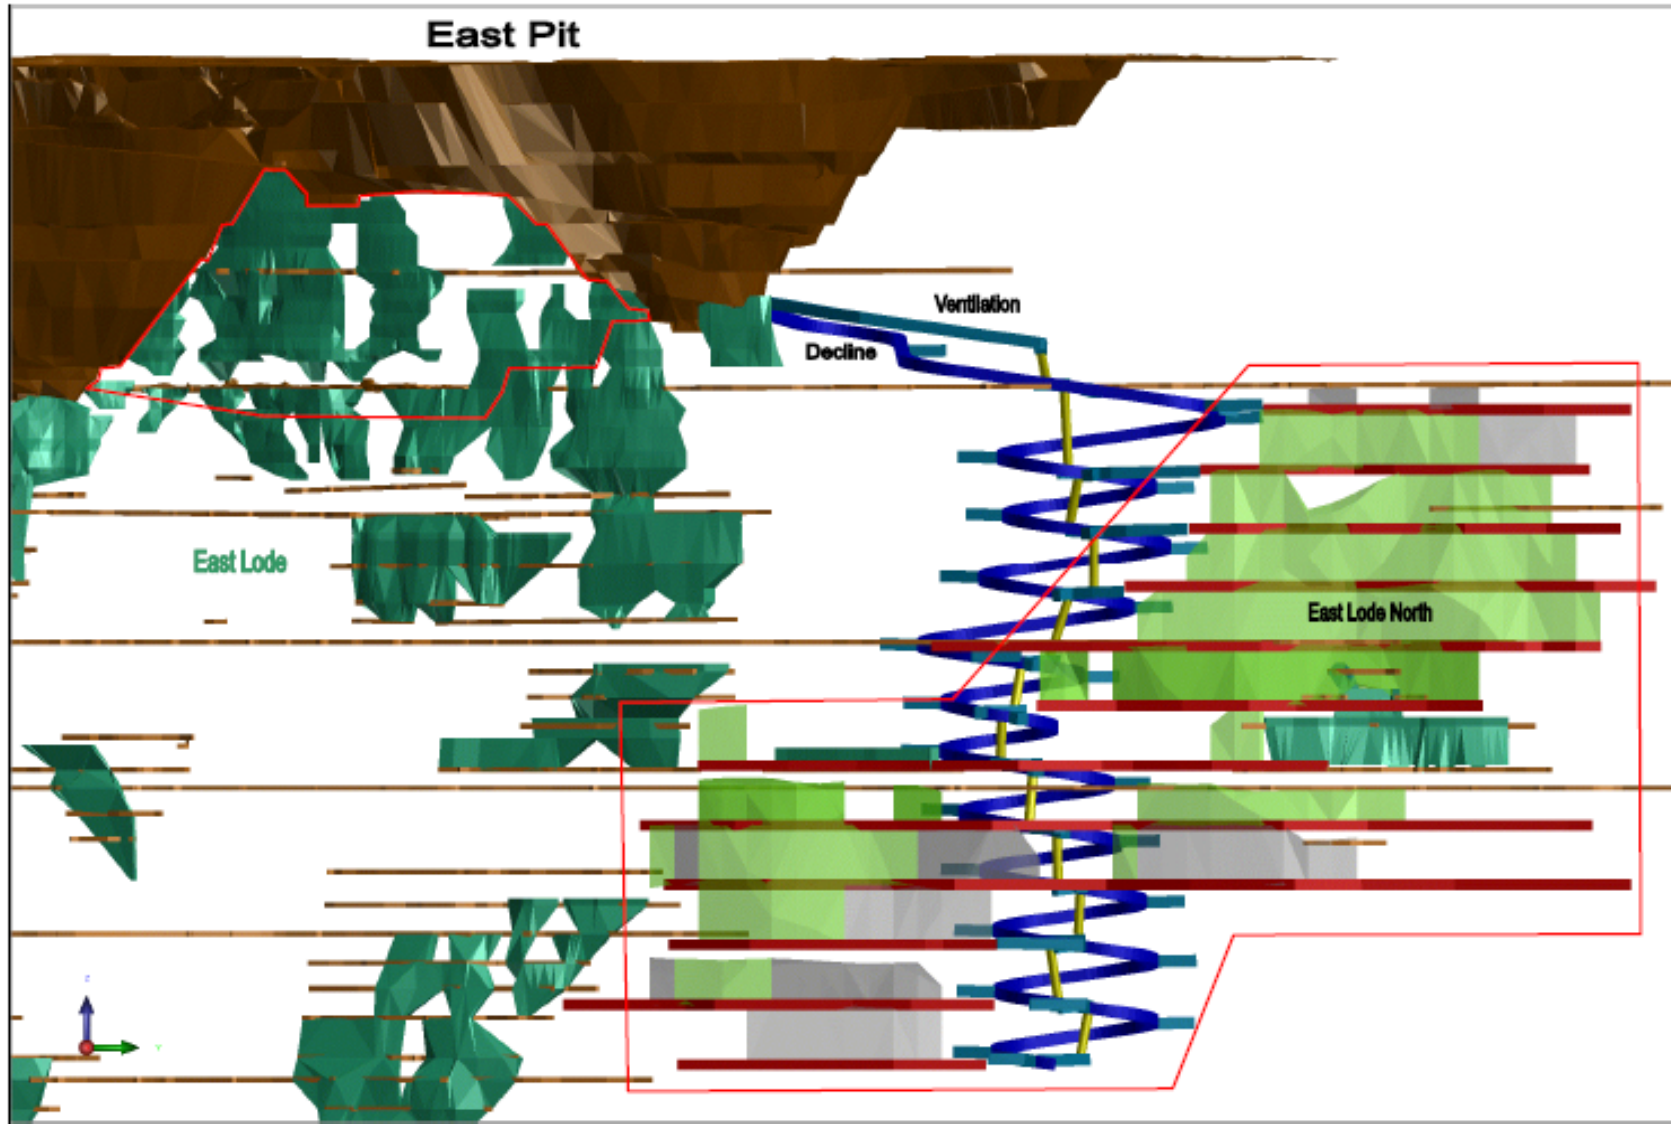 East Pit
Ventilation
Decline
East Lode
East Lode North
Z
Y